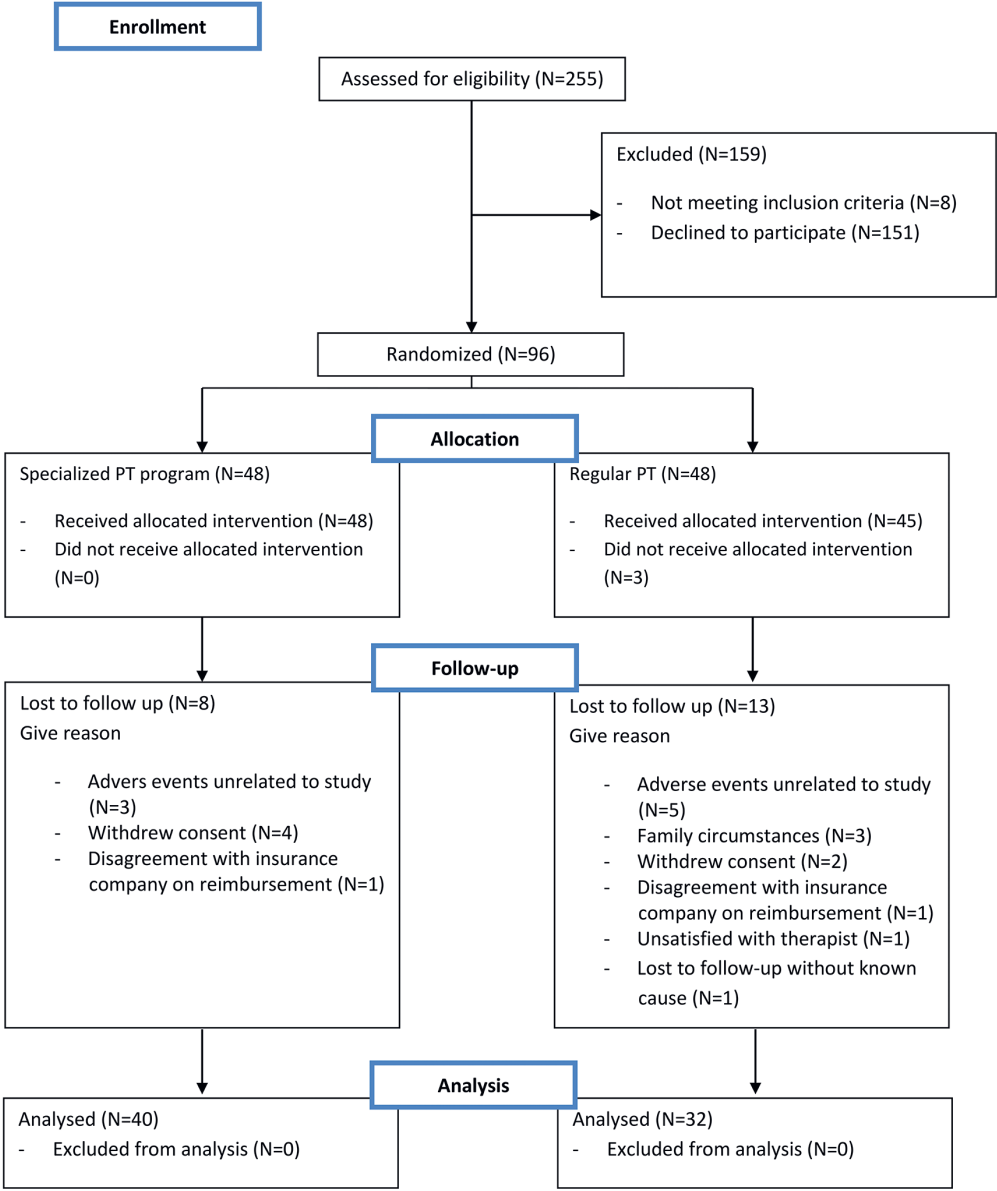 Enrollment
Assessed for eligibility (N=255)
Excluded (N=159)
- Not meeting inclusion criteria (N=8)
- Declined to participate (N=151)
Randomized (N=96)
Allocation
Specialized PT program (N=48)
- Received allocated intervention (N=48)
- Did not receive allocated intervention
(N=0)
Regular PT (N=48)
- Received allocated intervention (N=45)
- Did not receive allocated intervention
(N=3)
Follow-up
Lost to follow up (N=8)
Give reason
- Advers events unrelated to study
(N=3)
- Withdrew consent (N=4)
- Disagreement with insurance
company on reimbursement (N=1)
Lost to follow up (N=13)
Give reason
- Adverse events unrelated to study
(N=5)
- Family circumstances (N=3)
- Withdrew consent (N=2)
- Disagreement with insurance
company on reimbursement (N=1)
- Unsatisfied with therapist (N=1)
- Lost to follow-up without known
cause (N=1)
Analysis
Analysed (N=40)
- Excluded from analysis (N=0)
Analysed (N=32)
- Excluded from analysis (N=0)